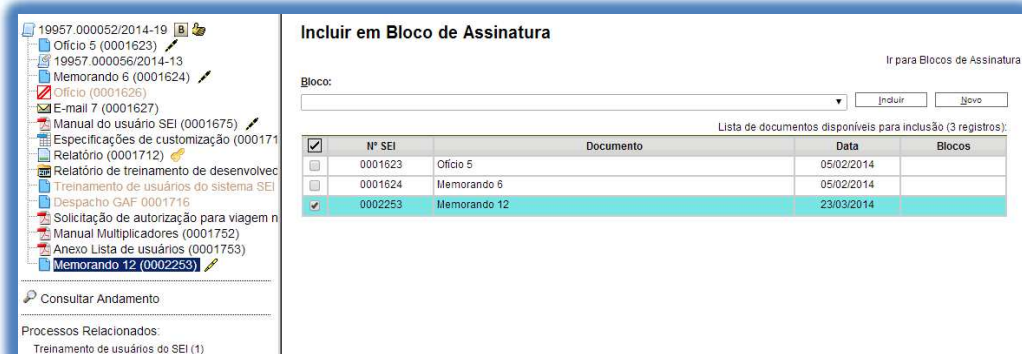 19957.000052/2014-19 B
Ofício 5 (0001623)
19957.000056/2014-13
Memorando 6 (0001624)
Ofício (0001626)
E-mail 7 (0001627)
Manual do usuário SEI (0001675)
Especificações de customização (000171
Relatório (0001712)
Relatório de treinamento de desenvolvec
Treinamento de usuários do sistema SEI
Despacho GAF 0001716
Solicitação de autorização para viagem n
Manual Multiplicadores (0001752)
Anexo Lista de usuários (0001753)
Memorando 12 (0002253)
Consultar Andamento
Processos Relacionados:
Treinamento de usuários do SEI (1)
Incluir em Bloco de Assinatura
Ir para Blocos de Assinatura
Bloco:
Incluir Novo
Lista de documentos disponíveis para inclusão (3 registros):
Nº SEI Documento Data Blocos
0001623 Ofício 5 05/02/2014
0001624 Memorando 6 05/02/2014
0002253 Memorando 12 23/03/2014